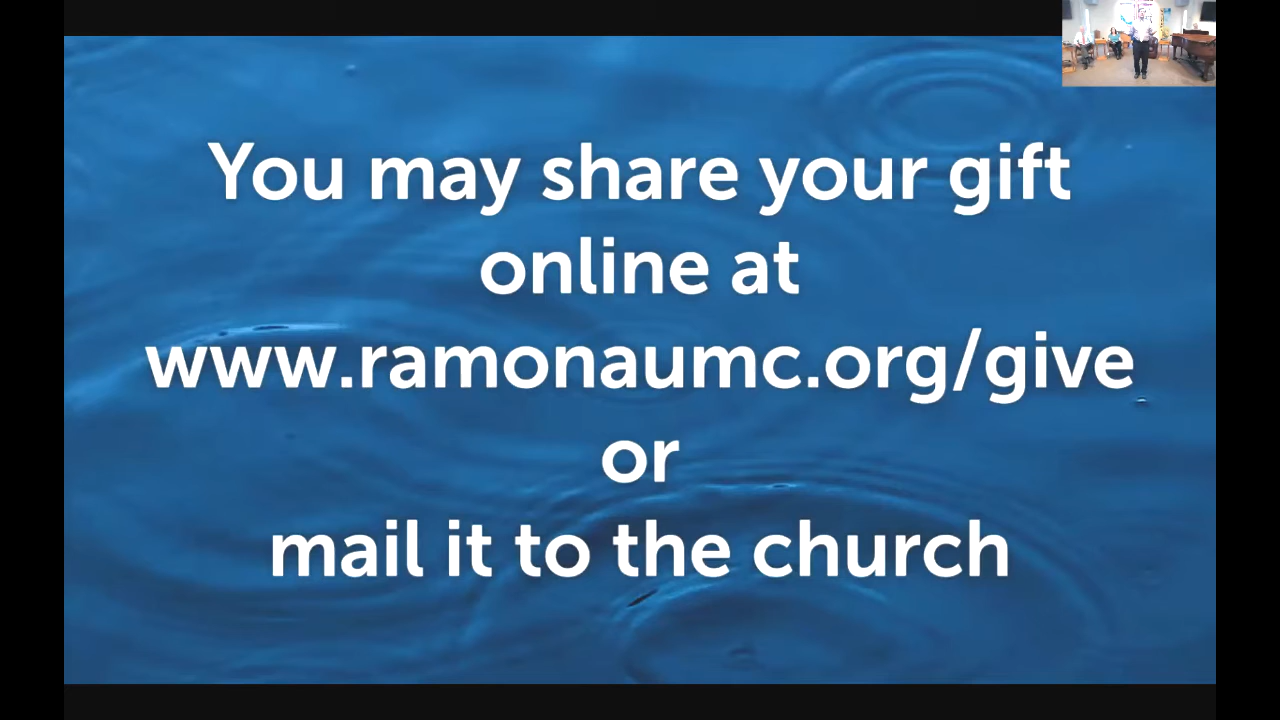 You may share your gift
online at
www.ramonaumc.org/give
or
mail it to the church